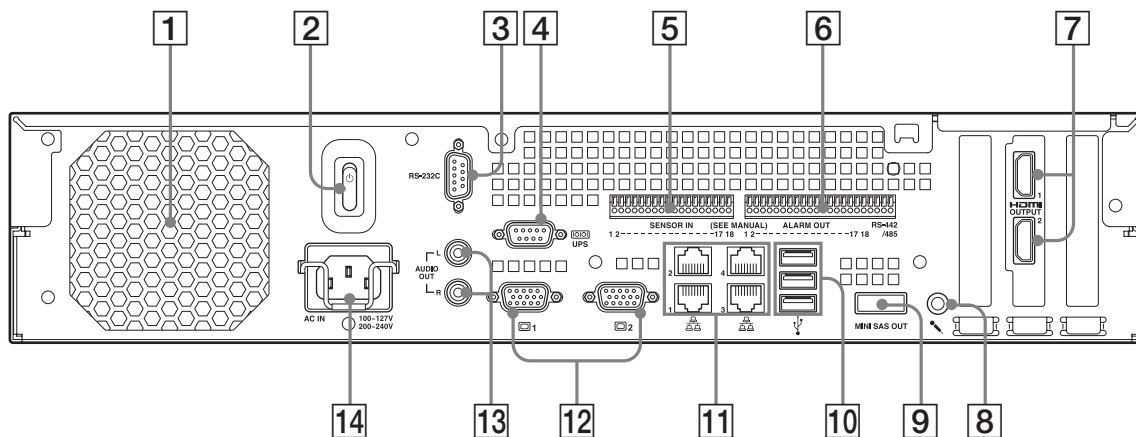 1 2 3 4 5 6 7
RS-232C
UPS
SENSOR IN (SEE MANUAL) ALARM OUT RS-442
1 2 17 18 1 2 17 18 /485
1
HDMI
OUTPUT
2
L
AUDIO
OUT
R
2 4
1 3
AC IN 100~127V
200~240V
1 2
MINI SAS OUT
14 13 12 11 10 9 8